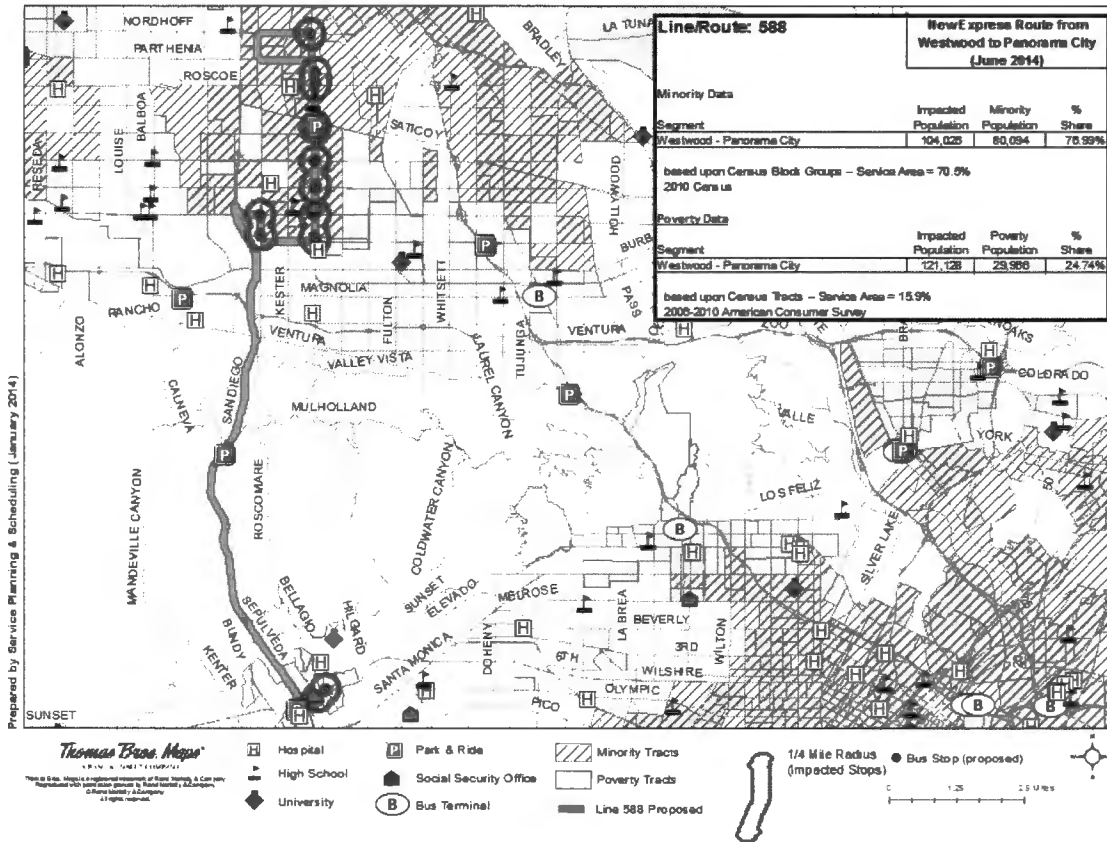 NORDHOFF
PARTHENIA
ROSCOE
BRADLEY
LA TUNA
RESEDA
LOUISE
BALBOA
SATICOY
HOLLYWOOD
BURB
PASS
KESTER
MAGNOLIA
FULTON
WHITSETT
RANCHO
VENTURA
VALLEY VISTA
TUJUNGA
VENTURA
LAUREL CANYON
ALONZO
CALNEVA
SAN DIEGO
MULHOLLAND
COLORADO
YORK
VALLE
LOS FELIZ
SILVER LAKE
MANDEVILLE CANYON
ROSCOMARE
COLDWATER CANYON
SUNSET
ELEVADO
MELROSE
BELLAGIO
HILGARD
SEPULVEDA
BUNDY
KENTER
SANTA MONICA
DOHENY
LA BREA
BEVERLY
3RD
6TH
WILSHIRE
WILTON
OLYMPIC
PICO
SUNSET
Line/Route: 588
New Express Route from
Westwood to Panorama City
(June 2014)
Minority Data
Impacted Minority %
Segment Population Population Share
Westwood - Panorama City 104,026 80,094 76.99%
based upon Census Block Groups - Service Area = 70.5%
2010 Census
Poverty Data
Impacted Poverty %
Segment Population Population Share
Westwood - Panorama City 121,128 29,966 24.74%
based upon Census Tracts - Service Area = 15.9%
2006-2010 American Consumer Survey
Prepared by Service Planning & Scheduling (January 2014)
Thomas Bros. Maps
H Hospital
High School
University
P Park & Ride
Social Security Office
B Bus Terminal
Minority Tracts
Poverty Tracts
Line 588 Proposed
1/4 Mile Radius
(Impacted Stops)
Bus Stop (proposed)
0 1.25 2.5 Miles